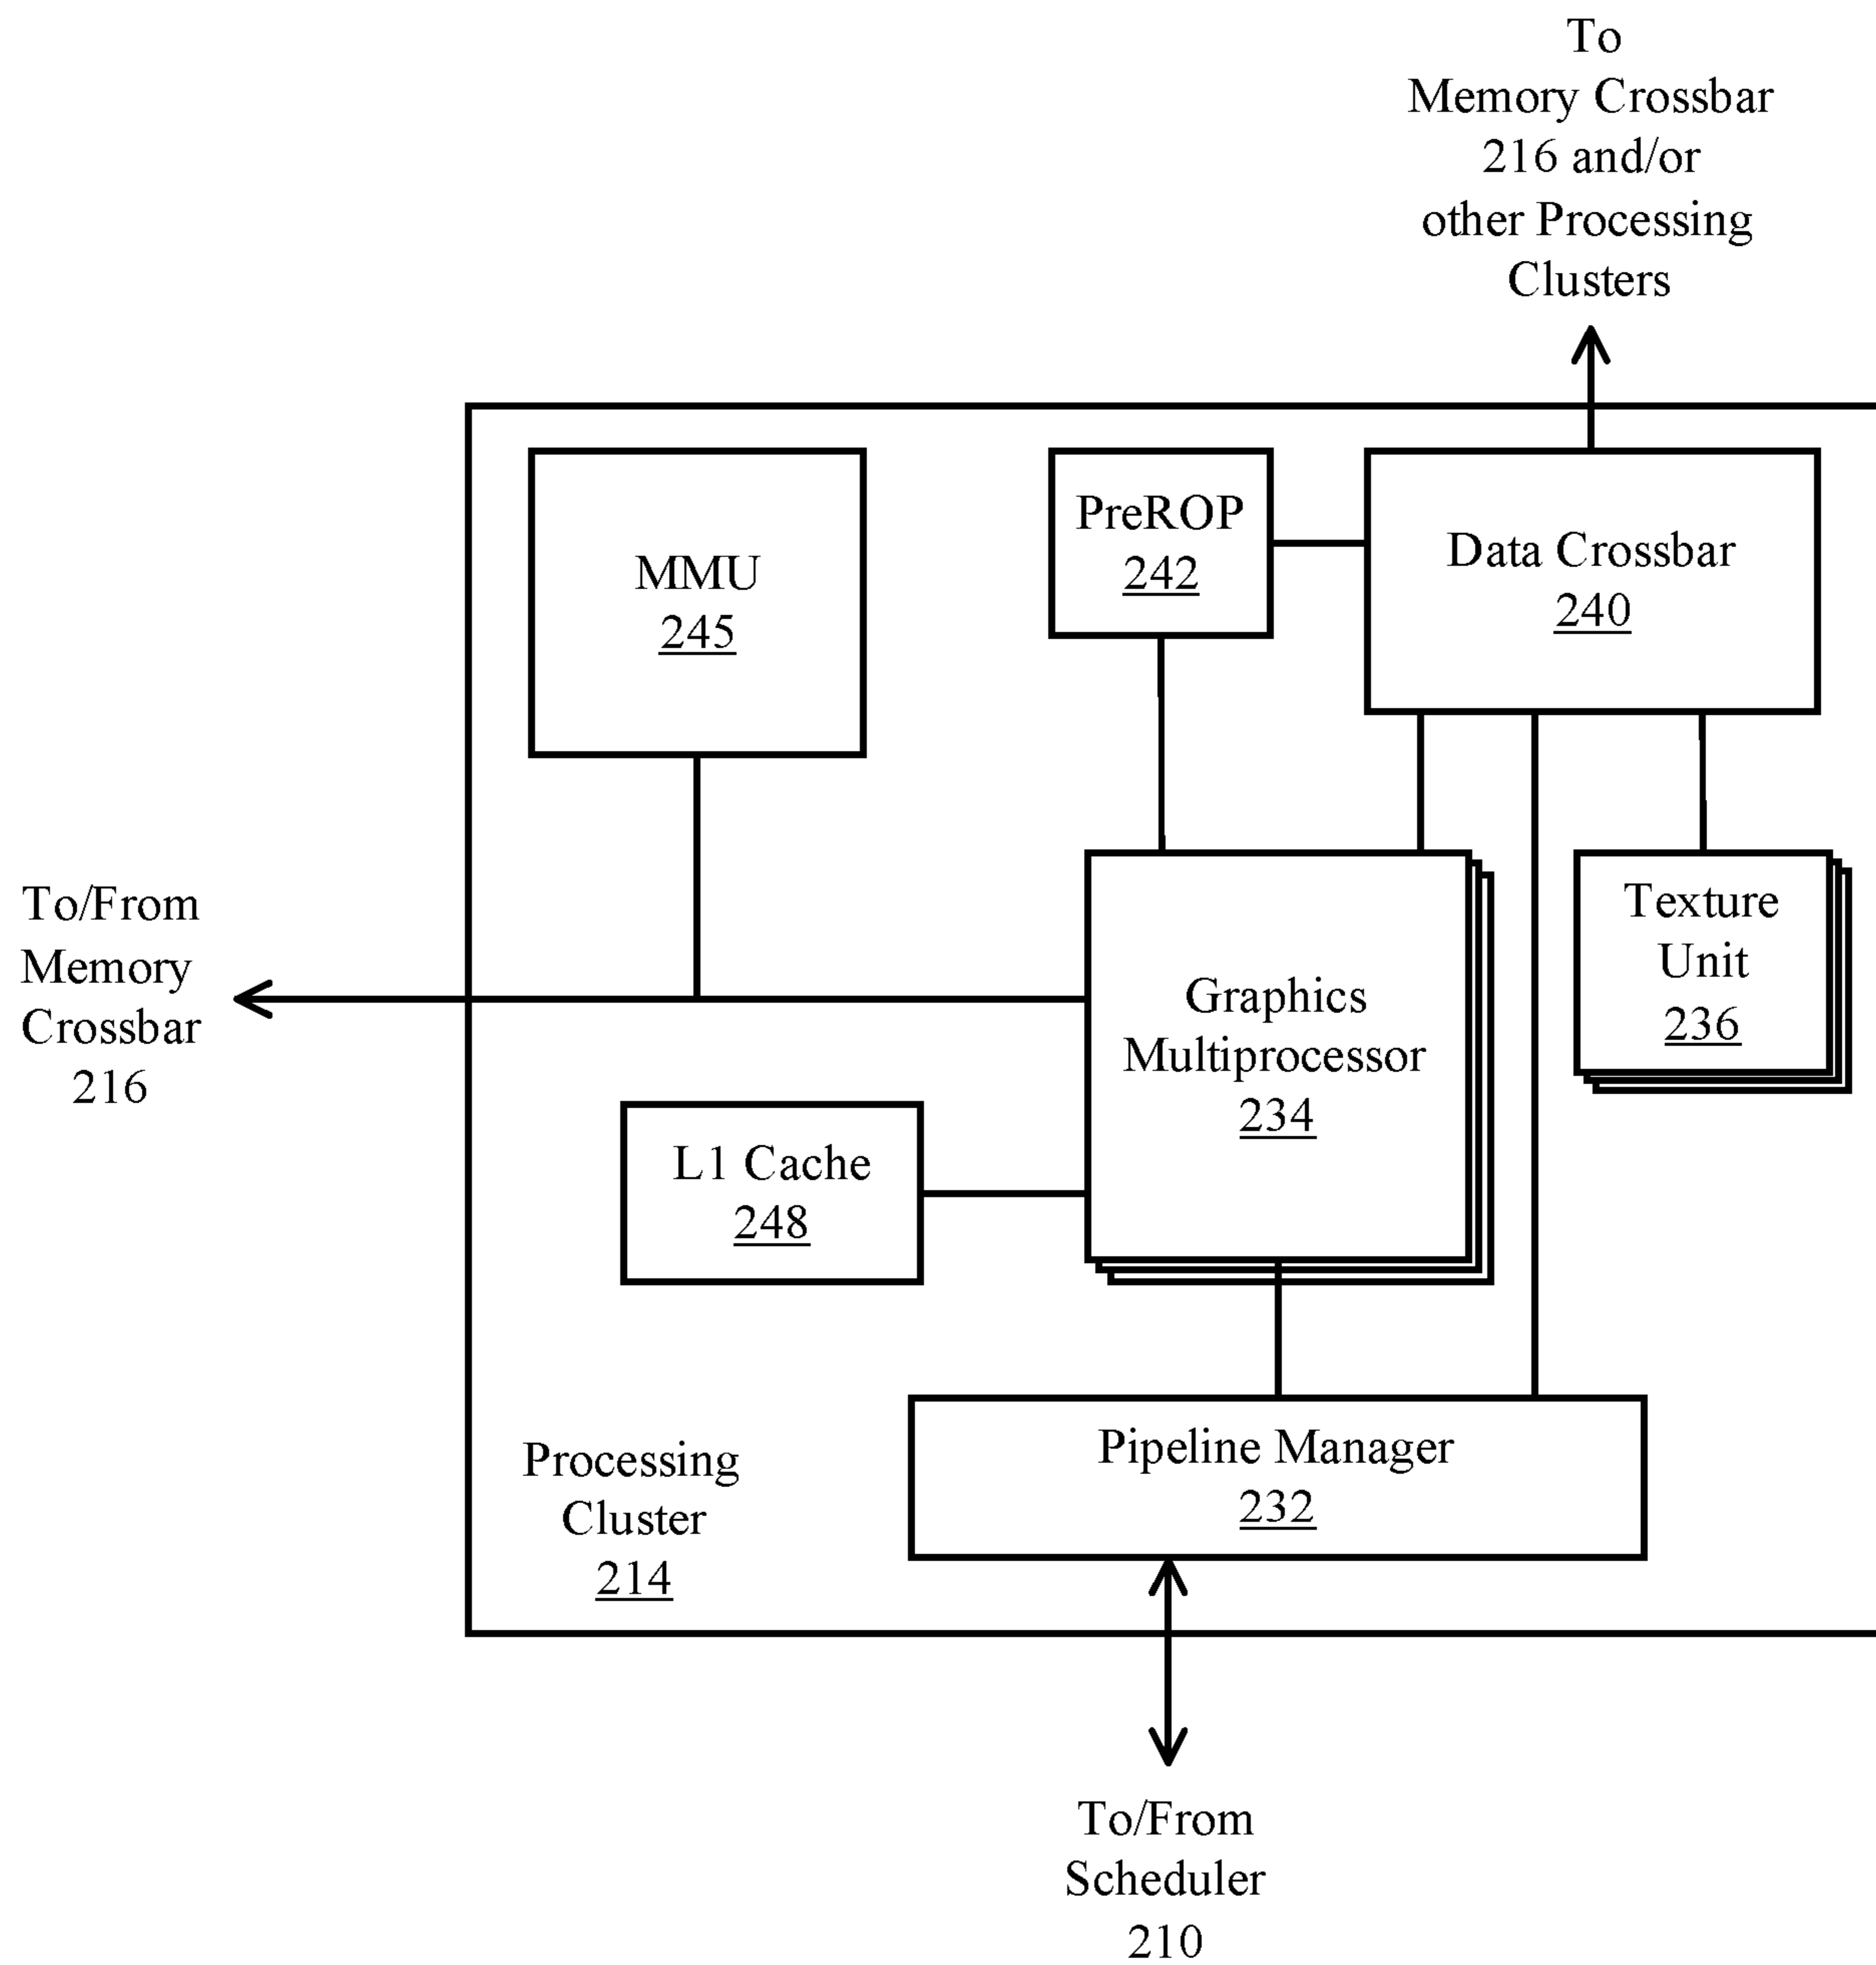 To
Memory Crossbar
216 and/or
other Processing
Clusters
MMU
245
PreROP
242
Data Crossbar
240
To/From
Memory
Crossbar
216
Graphics
Multiprocessor
234
Texture
Unit
236
L1 Cache
248
Pipeline Manager
232
Processing
Cluster
214
To/From
Scheduler
210